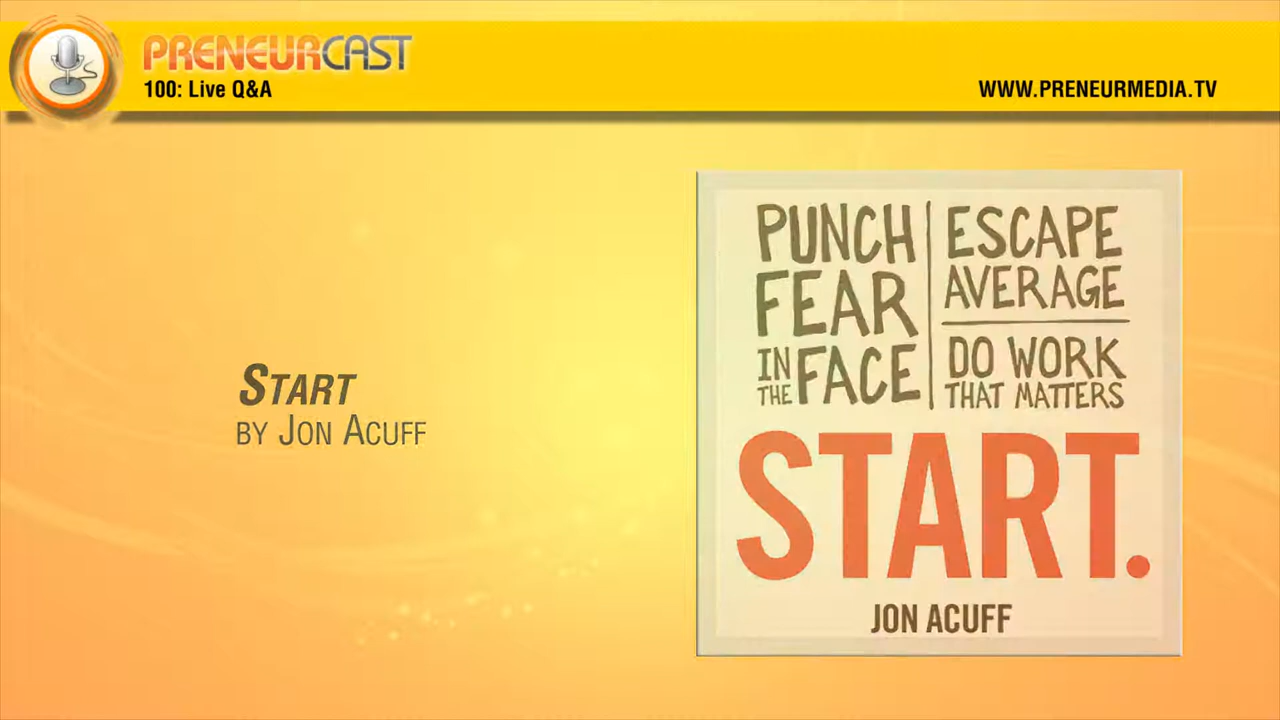 PRENEURCAST
100: Live Q&A
WWW.PRENEURMEDIA.TV
START
BY JON ACUFF
PUNCH
FEAR
IN THE FACE
ESCAPE
AVERAGE
DO WORK
THAT MATTERS
START.
JON ACUFF